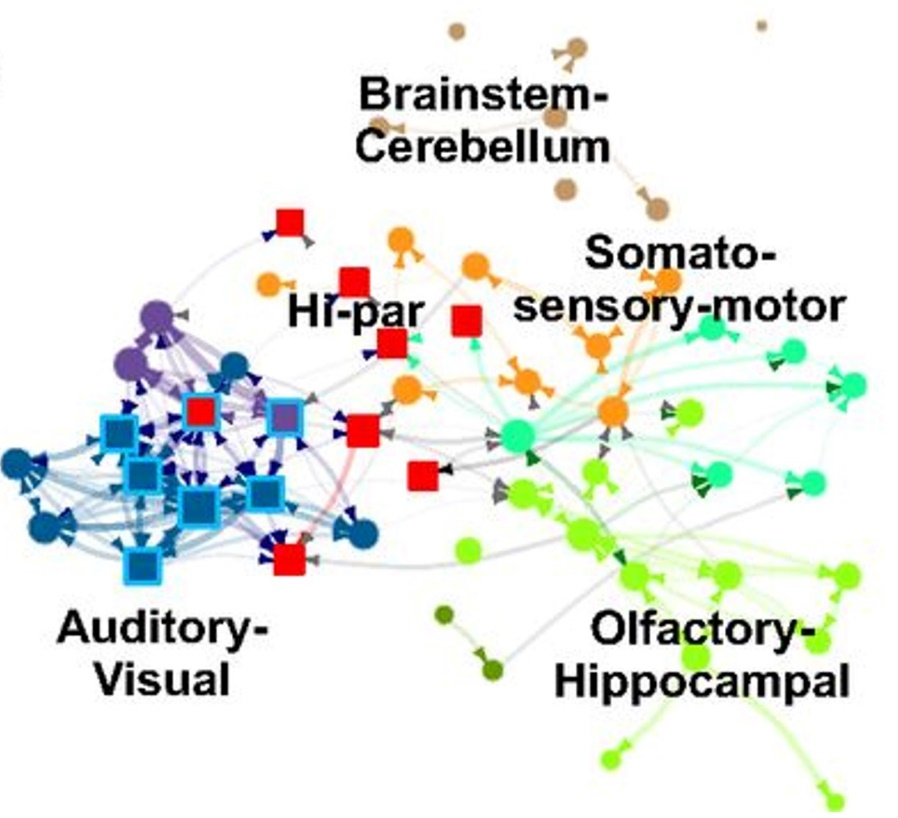 Brainstem-
Cerebellum
Somato-
sensory-motor
Hi-par
Auditory-
Visual
Olfactory-
Hippocampal